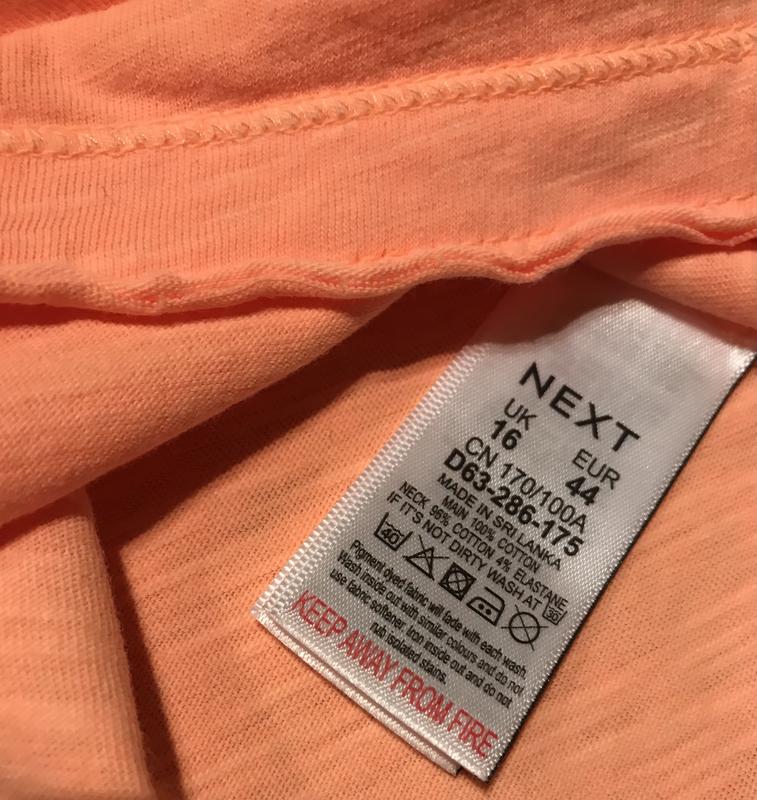 NEXT
UK EUR
16 44
CN 170/100A
D63-286-175
MADE IN SRI LANKA
MAIN 100% COTTON
NECK 96% COTTON 4% ELASTANE
IF IT'S NOT DIRTY WASH AT 30
40
Pigment dyed fabric will fade with each wash.
Wash inside out with similar colours and do not
use fabric softener. Iron inside out and do not
rub isolated stains.
KEEP AWAY FROM FIRE